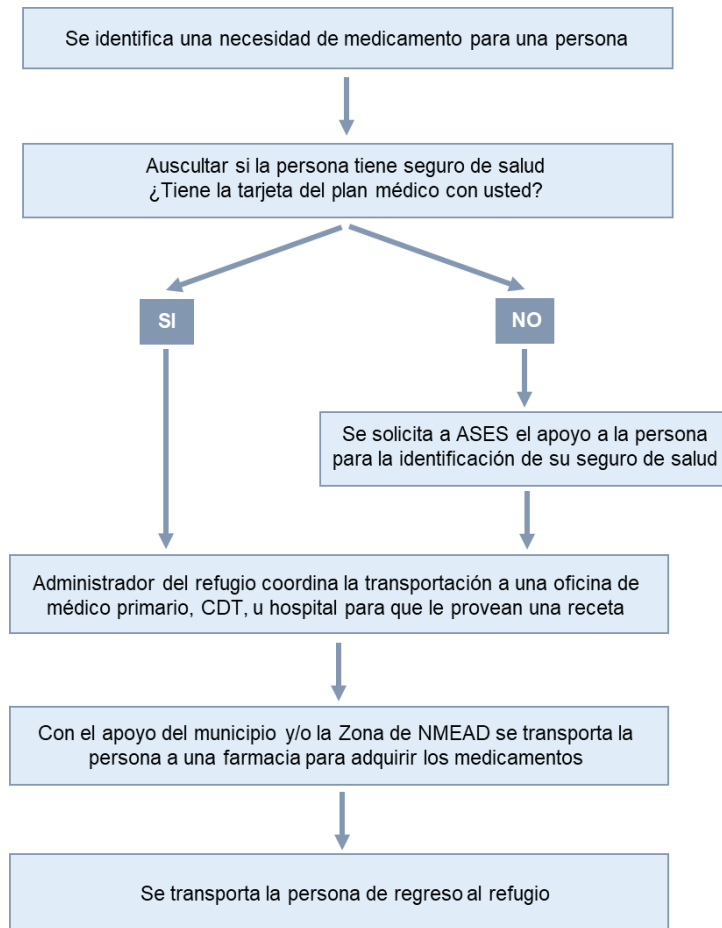 Se identifica una necesidad de medicamento para una persona
Auscultar si la persona tiene seguro de salud
¿Tiene la tarjeta del plan médico con usted?
SI
NO
Se solicita a ASES el apoyo a la persona
para la identificación de su seguro de salud
Administrador del refugio coordina la transportación a una oficina de
médico primario, CDT, u hospital para que le provean una receta
Con el apoyo del municipio y/o la Zona de NMEAD se transporta la
persona a una farmacia para adquirir los medicamentos
Se transporta la persona de regreso al refugio